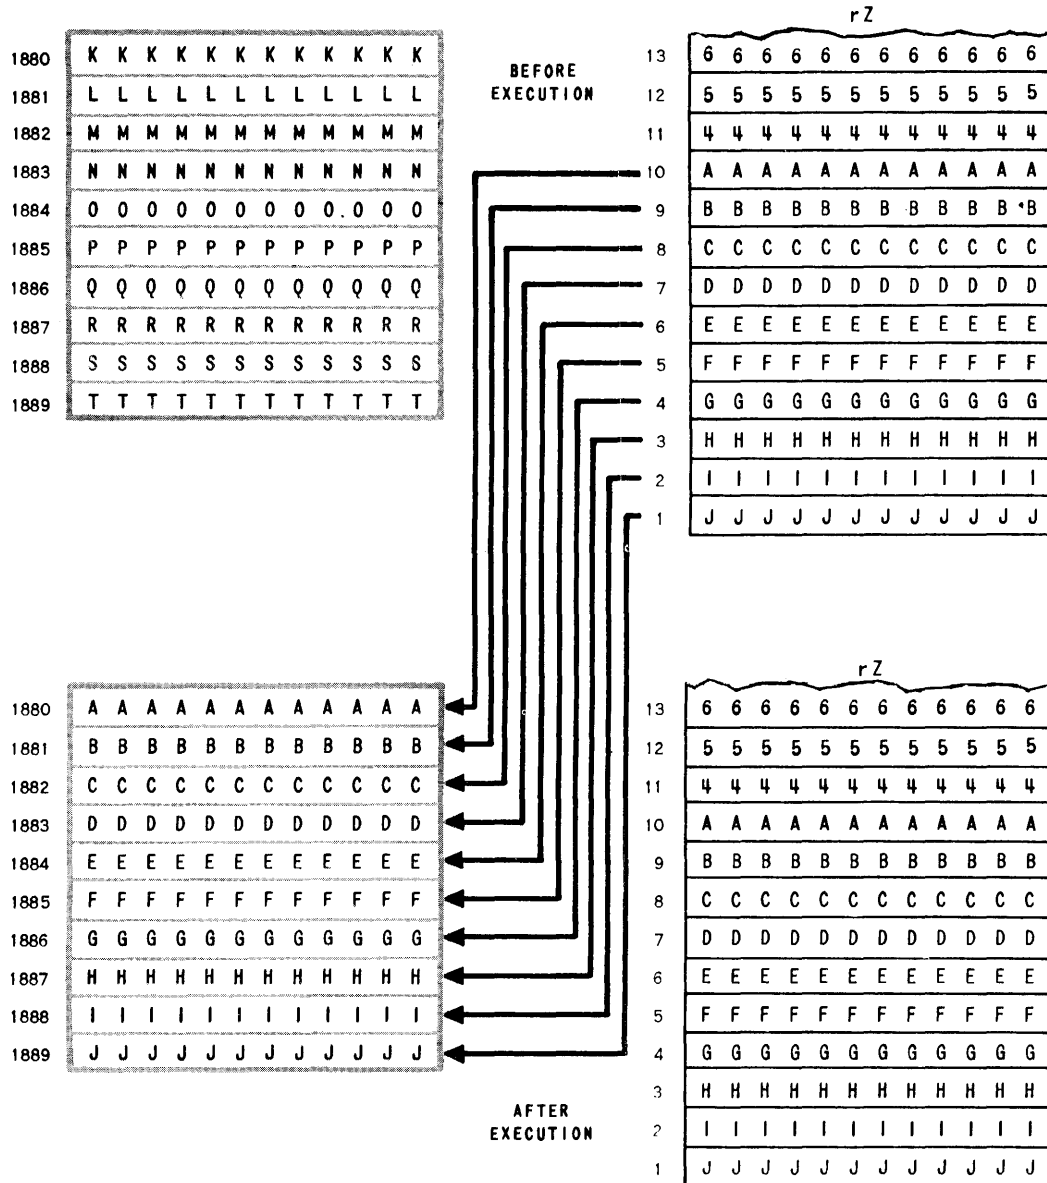 rZ
1880 K K K K K K K K K K K K
1881 L L L L L L L L L L L L
1882 M M M M M M M M M M M M
1883 N N N N N N N N N N N N
1884 O O O O O O O O O O O O
1885 P P P P P P P P P P P P
1886 Q Q Q Q Q Q Q Q Q Q Q Q
1887 R R R R R R R R R R R R
1888 S S S S S S S S S S S S
1889 T T T T T T T T T T T T
BEFORE
EXECUTION
13 6 6 6 6 6 6 6 6 6 6 6 6
12 5 5 5 5 5 5 5 5 5 5 5 5
11 4 4 4 4 4 4 4 4 4 4 4 4
10 A A A A A A A A A A A A
9 B B B B B B B B B B B B
8 C C C C C C C C C C C C
7 D D D D D D D D D D D D
6 E E E E E E E E E E E E
5 F F F F F F F F F F F F
4 G G G G G G G G G G G G
3 H H H H H H H H H H H H
2 I I I I I I I I I I I I
1 J J J J J J J J J J J J
1880 A A A A A A A A A A A A
1881 B B B B B B B B B B B B
1882 C C C C C C C C C C C C
1883 D D D D D D D D D D D D
1884 E E E E E E E E E E E E
1885 F F F F F F F F F F F F
1886 G G G G G G G G G G G G
1887 H H H H H H H H H H H H
1888 I I I I I I I I I I I I
1889 J J J J J J J J J J J J
AFTER
EXECUTION
rZ
13 6 6 6 6 6 6 6 6 6 6 6 6
12 5 5 5 5 5 5 5 5 5 5 5 5
11 4 4 4 4 4 4 4 4 4 4 4 4
10 A A A A A A A A A A A A
9 B B B B B B B B B B B B
8 C C C C C C C C C C C C
7 D D D D D D D D D D D D
6 E E E E E E E E E E E E
5 F F F F F F F F F F F F
4 G G G G G G G G G G G G
3 H H H H H H H H H H H H
2 I I I I I I I I I I I I
1 J J J J J J J J J J J J